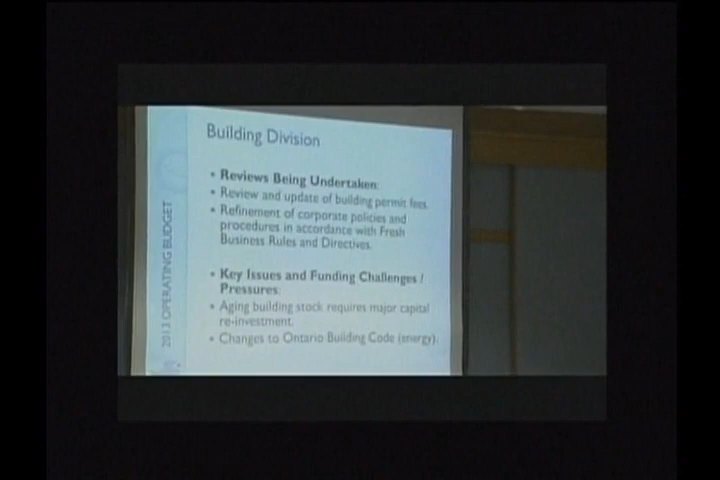 Building Division
• Reviews Being Undertaken:
• Review and update of building permit fees.
• Refinement of corporate policies and
procedures in accordance with Fresh
Business Rules and Directives.
• Key Issues and Funding Challenges /
Pressures:
• Aging building stock requires major capital
re-investment.
• Changes to Ontario Building Code (energy).
2013 OPERATING BUDGET